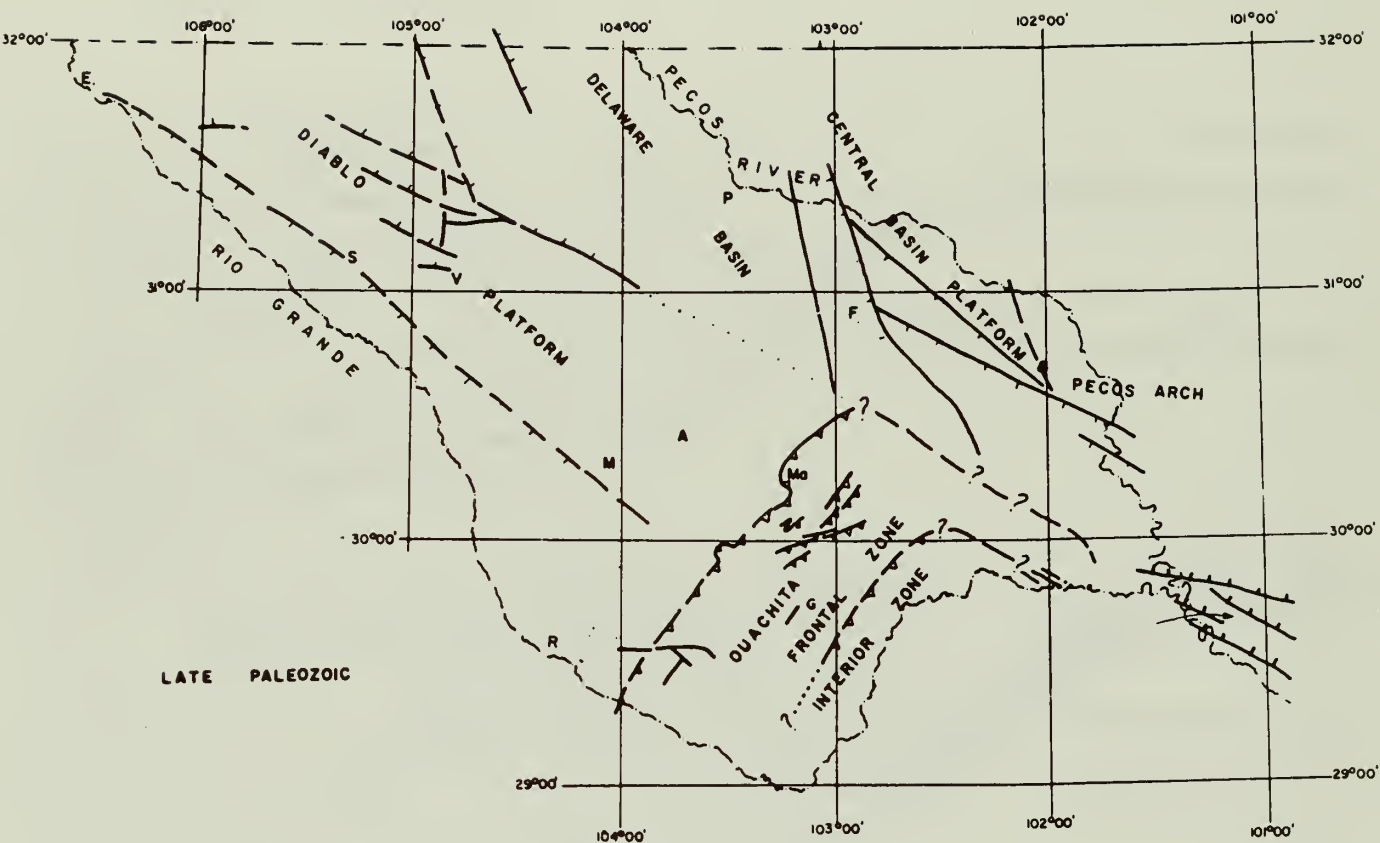 106°00'
105°00'
104°00'
103°00'
102°00'
101°00'
32°00'
32°00'
E
PECOS
RIVER
DELAWARE
BASIN
CENTRAL
BASIN
PLATFORM
DIABLO
PLATFORM
P
S
V
RIO
GRANDE
31°00'
31°00'
F
PECOS ARCH
A
M
?
Ma
?
?
30°00'
30°00'
?
?
OUACHITA
FRONTAL
ZONE
G
INTERIOR
ZONE
R
?
LATE PALEOZOIC
29°00'
29°00'
104°00'
103°00'
102°00'
101°00'